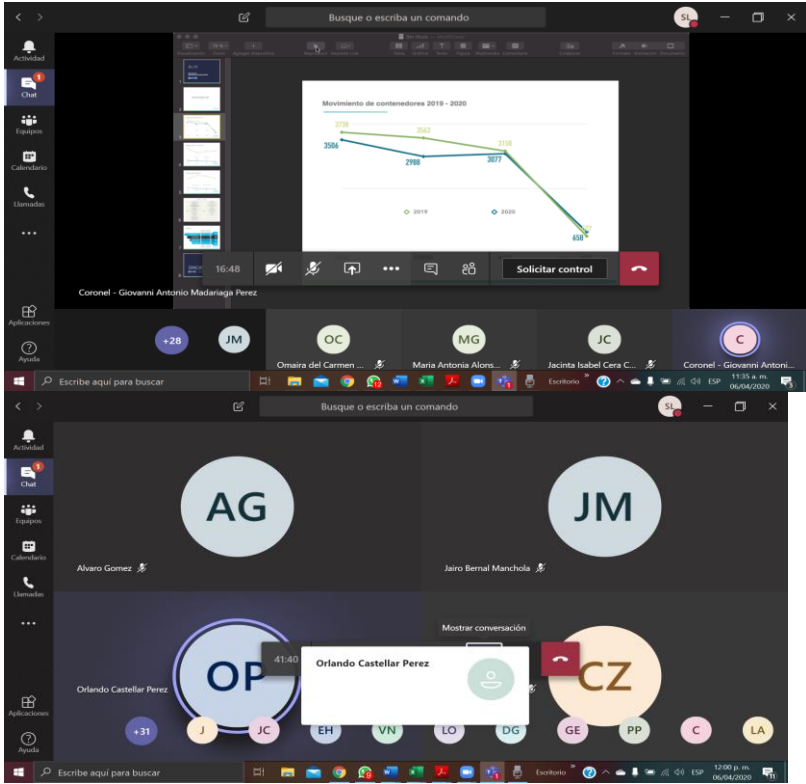 Busque o escriba un comando
SL
Actividad
1
Chat
Equipos
Calendario
Llamadas
Aplicaciones
Ayuda
Movimiento de contenedores 2019 - 2020
3738
3563
3158
3506
2988
3077
658
2019
2020
16:48
Solicitar control
Coronel - Giovanni Antonio Madariaga Perez
+28
JM
OC
MG
JC
C
Omaira del Carmen ...
Maria Antonia Alons...
Jacinta Isabel Cera C...
Coronel - Giovanni Antoni...
Escribe aquí para buscar
Escritorio
ESP
11:35 a. m.
06/04/2020
Busque o escriba un comando
SL
Actividad
1
Chat
Equipos
Calendario
Llamadas
Aplicaciones
Ayuda
AG
JM
Alvaro Gomez
Jairo Bernal Manchola
Mostrar conversación
41:40
OP
Orlando Castellar Perez
CZ
Orlando Castellar Perez
+31
J
JC
EH
VN
LO
DG
GE
PP
C
LA
Escribe aquí para buscar
Escritorio
ESP
12:00 p. m.
06/04/2020